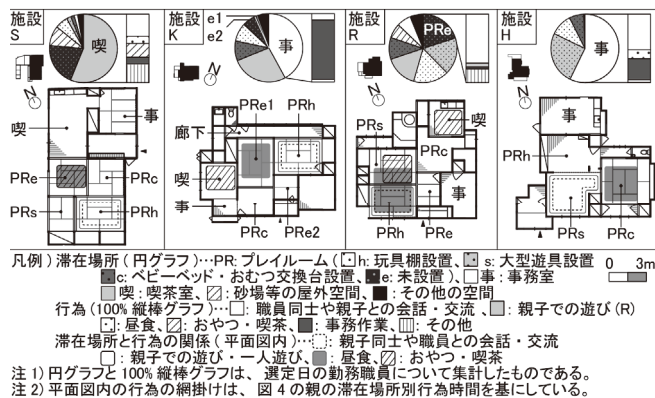 施設 S
喫
施設 K
e1
e2
事
施設 R
PRe
施設 H
事
N
喫
事
PRe
PRc
PRs
PRh
N
PRe1
PRh
廊下
喫
事
PRc
PRe2
N
PRs
喫
PRc
事
PRh
PRe
N
事
PRh
PRs
PRc
凡例)滞在場所(円グラフ)…PR:プレイルーム(h:玩具棚設置、s:大型遊具設置
0 3m
c:ベビーベッド・おむつ交換台設置、e:未設置)、事:事務室
喫:喫茶室、:砂場等の屋外空間、:その他の空間
行為(100%縦棒グラフ)…:職員同士や親子との会話・交流、:親子での遊び(R)
:昼食、:おやつ・喫茶、:事務作業、:その他
滞在場所と行為の関係(平面図内)…:親子同士や職員との会話・交流
:親子での遊び・一人遊び、:昼食、:おやつ・喫茶
注1)円グラフと100%縦棒グラフは、選定日の勤務職員について集計したものである。
注2)平面図内の行為の網掛けは、図4の親の滞在場所別行為時間を基にしている。